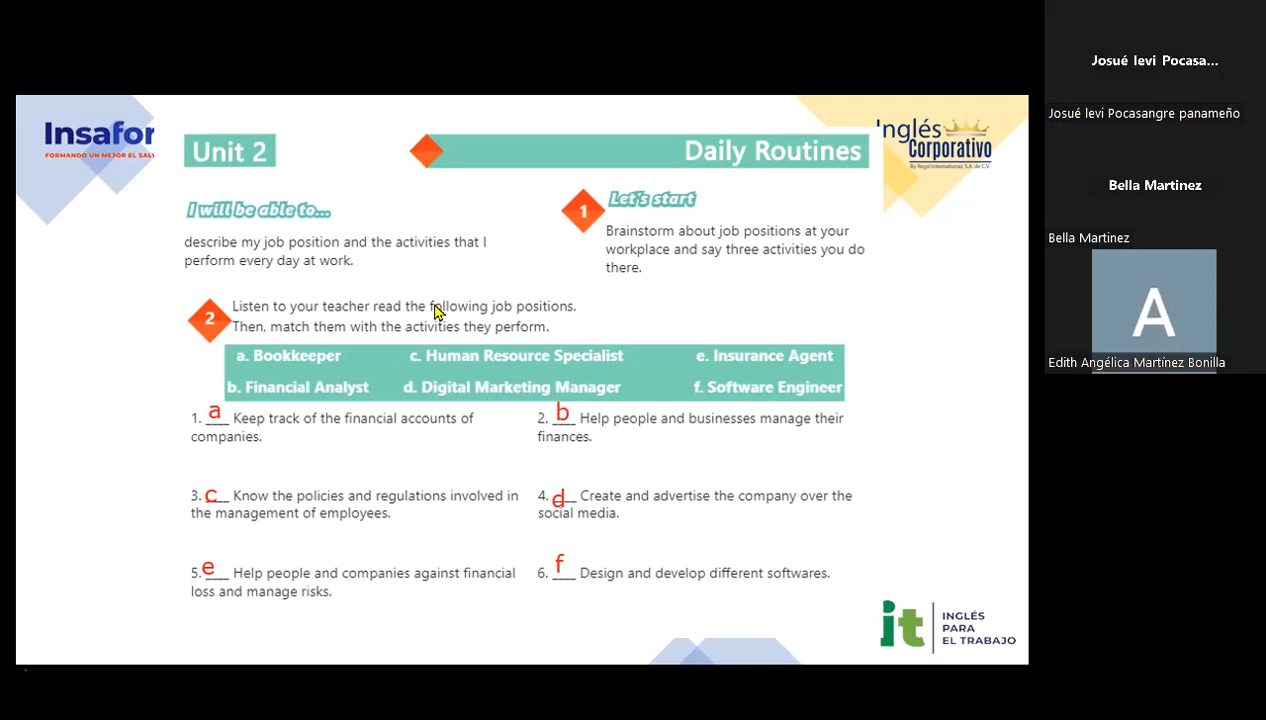 Insafor
FORMANDO UN MEJOR EL SALV
Unit 2
Daily Routines
Inglés
Corporativo
By Regal International, S.A. de C.V.
I will be able to...
describe my job position and the activities that I
perform every day at work.
1
Let's start
Brainstorm about job positions at your
workplace and say three activities you do
there.
2
Listen to your teacher read the following job positions.
Then, match them with the activities they perform.
a. Bookkeeper
c. Human Resource Specialist
e. Insurance Agent
b. Financial Analyst
d. Digital Marketing Manager
f. Software Engineer
1. a Keep track of the financial accounts of
companies.
2. b Help people and businesses manage their
finances.
3. c Know the policies and regulations involved in
the management of employees.
4. d Create and advertise the company over the
social media.
5. e Help people and companies against financial
loss and manage risks.
6. f Design and develop different softwares.
it
INGLÉS
PARA
EL TRABAJO
Josué levi Pocasa...
Josué levi Pocasangre panameño
Bella Martinez
Bella Martinez
A
Edith Angélica Martínez Bonilla